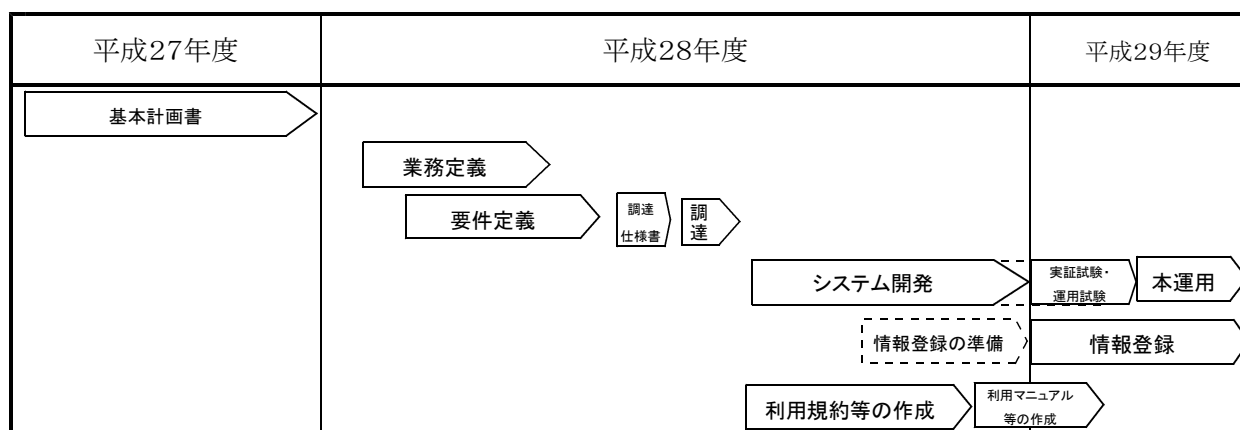 平成27年度
平成28年度
平成29年度
基本計画書
業務定義
要件定義
調達
仕様書
調
達
システム開発
実証試験・
運用試験
本運用
情報登録の準備
情報登録
利用規約等の作成
利用マニュアル
等の作成